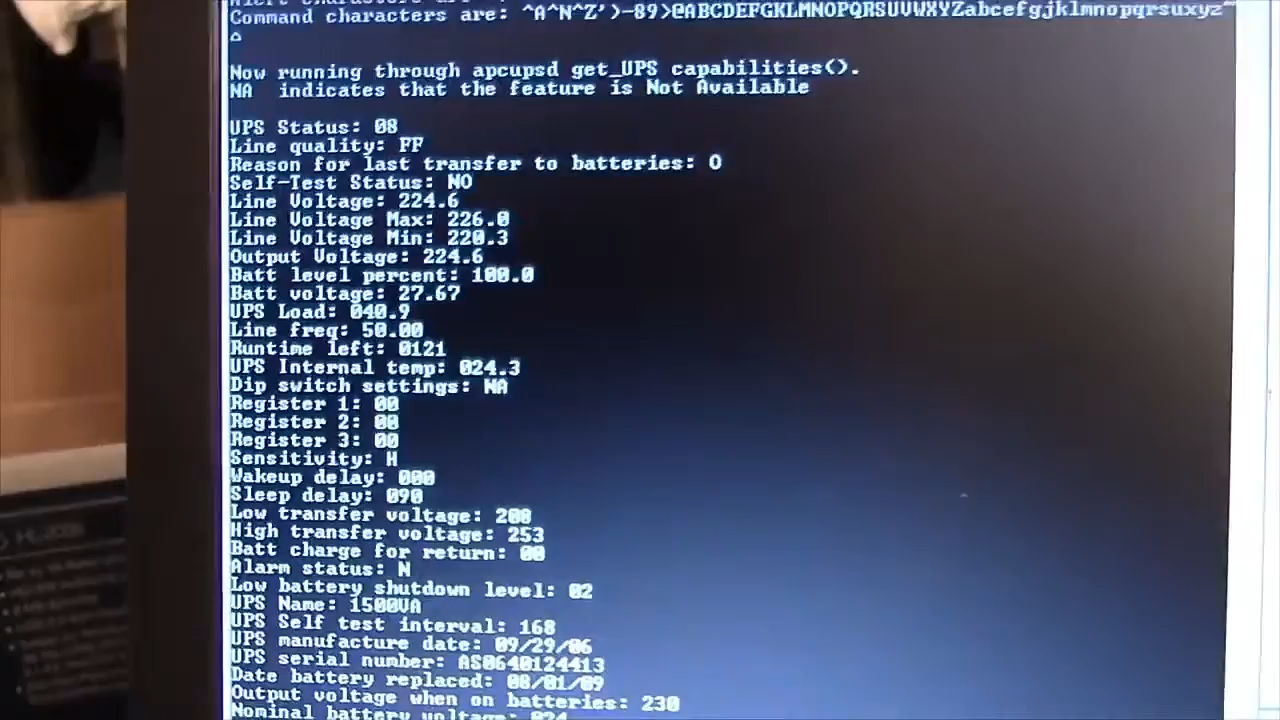 Command characters are: ^A^N^Z')-89>@ABCDEFGKLMNOPQRSUVWXYZabcefgjklmnopqrsuxyz~
Now running through apcupsd get_UPS capabilities().
NA  indicates that the feature is Not Available
UPS Status: 08
Line quality: FF
Reason for last transfer to batteries: O
Self-Test Status: NO
Line Voltage: 224.6
Line Voltage Max: 226.0
Line Voltage Min: 220.3
Output Voltage: 224.6
Batt level percent: 100.0
Batt voltage: 27.67
UPS Load: 040.9
Line freq: 50.00
Runtime left: 0121
UPS Internal temp: 024.3
Dip switch settings: NA
Register 1: 00
Register 2: 00
Register 3: 00
Sensitivity: H
Wakeup delay: 000
Sleep delay: 090
Low transfer voltage: 208
High transfer voltage: 253
Batt charge for return: 00
Alarm status: N
Low battery shutdown level: 02
UPS Name: 1500VA
UPS Self test interval: 168
UPS manufacture date: 09/29/06
UPS serial number: AS0640124413
Date battery replaced: 08/01/09
Output voltage when on batteries: 230
Nominal battery voltage: 024